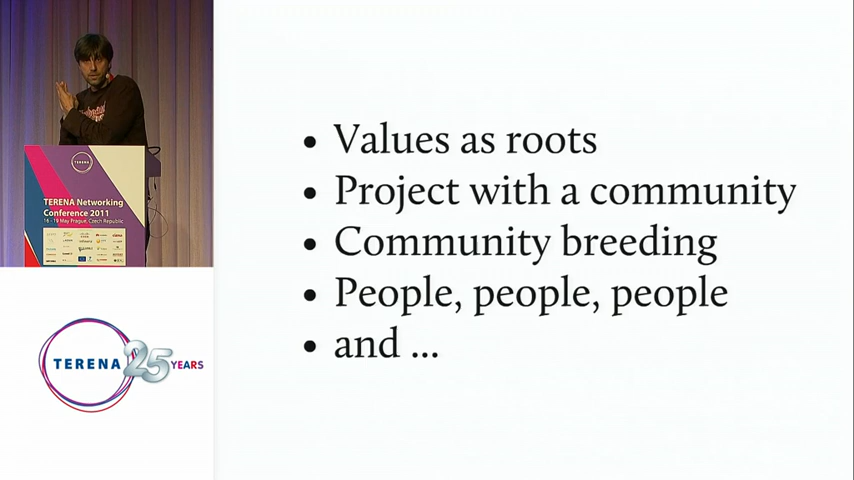 TERENA
TERENA Networking
Conference 2011
16 - 19 May Prague, Czech Republic
TERENA 25 YEARS
• Values as roots
• Project with a community
• Community breeding
• People, people, people
• and ...